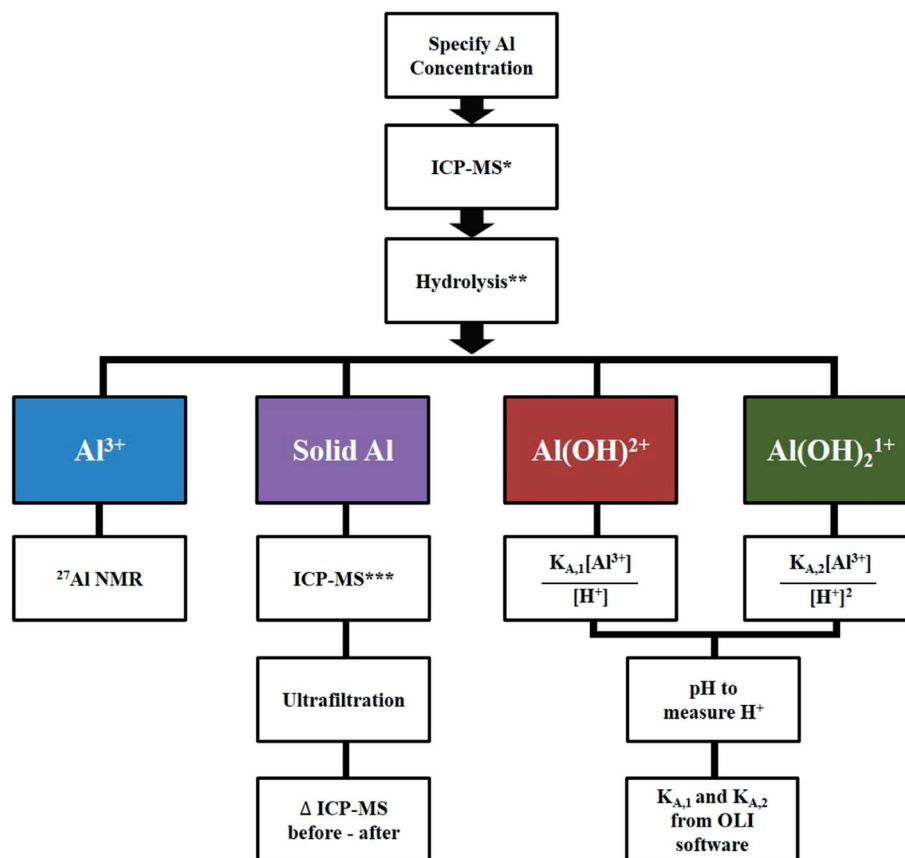 Specify Al
Concentration
ICP-MS*
Hydrolysis**
Al³⁺
Solid Al
Al(OH)²⁺
Al(OH)₂¹⁺
²⁷Al NMR
ICP-MS***
K_A,1[Al³⁺]
[H⁺]
K_A,2[Al³⁺]
[H⁺]²
Ultrafiltration
pH to
measure H⁺
Δ ICP-MS
before - after
K_A,1 and K_A,2
from OLI
software